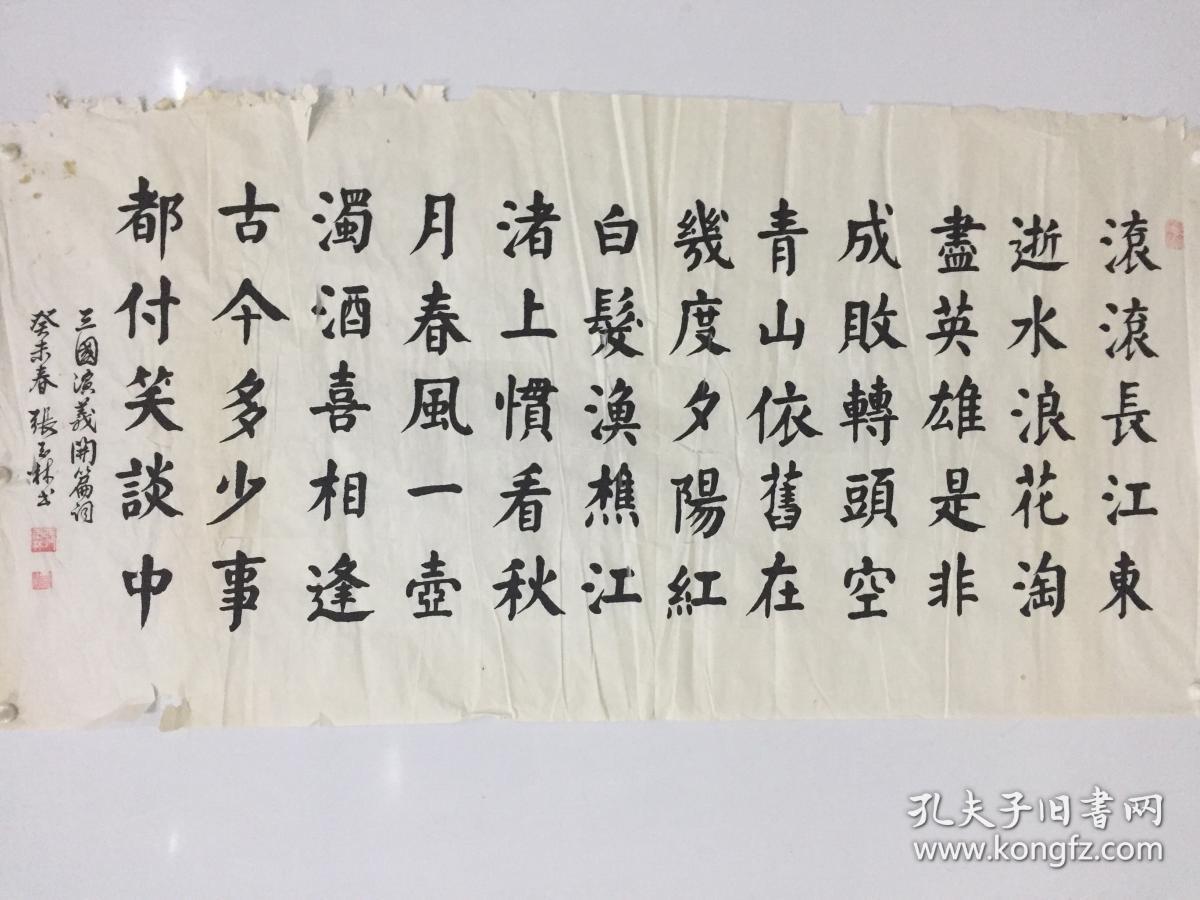 滾滾長江東
逝水浪花淘
盡英雄是非
成敗轉頭空
青山依舊在
幾度夕陽紅
白髮漁樵江
渚上慣看秋
月春風一壺
濁酒喜相逢
古今多少事
都付笑談中
三國演義開篇詞
癸未春 張玉林书
孔夫子旧书网
www.kongfz.com